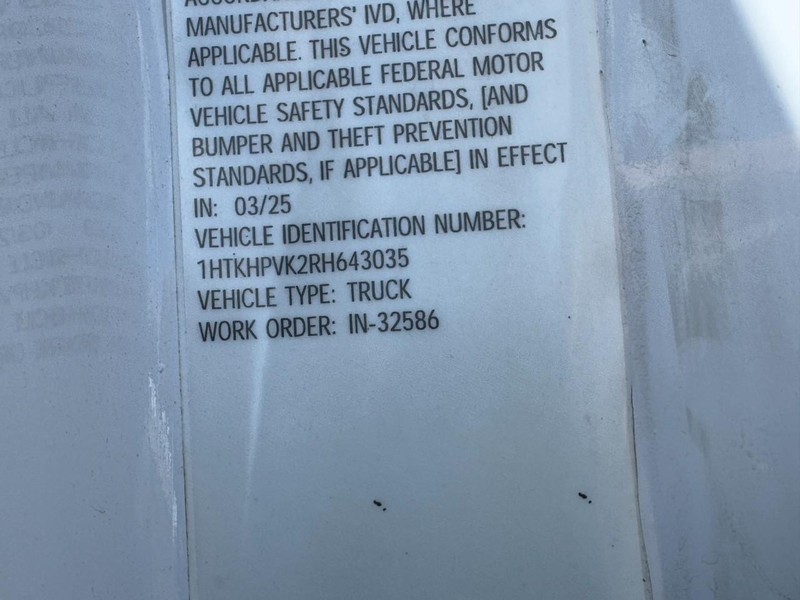 MANUFACTURERS' IVD, WHERE
APPLICABLE. THIS VEHICLE CONFORMS
TO ALL APPLICABLE FEDERAL MOTOR
VEHICLE SAFETY STANDARDS, [AND
BUMPER AND THEFT PREVENTION
STANDARDS, IF APPLICABLE] IN EFFECT
IN: 03/25
VEHICLE IDENTIFICATION NUMBER:
1HTKHPVK2RH643035
VEHICLE TYPE: TRUCK
WORK ORDER: IN-32586